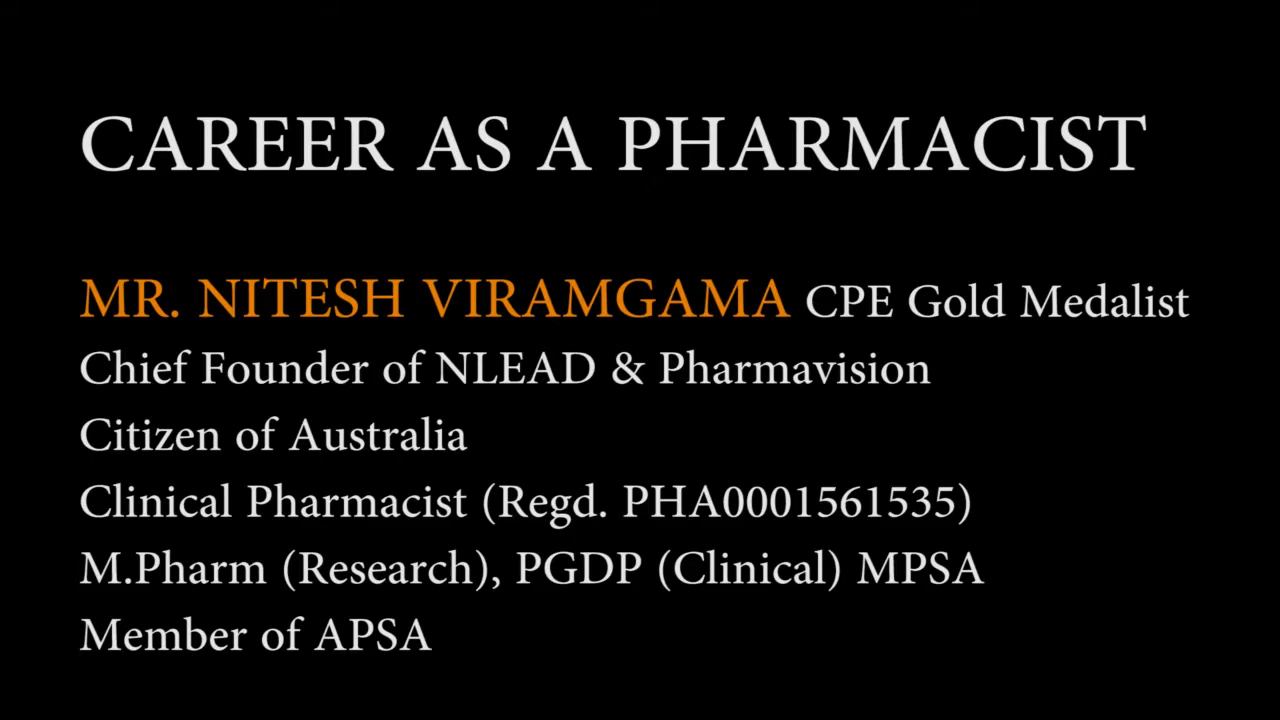 CAREER AS A PHARMACIST
MR. NITESH VIRAMGAMA CPE Gold Medalist
Chief Founder of NLEAD & Pharmavision
Citizen of Australia
Clinical Pharmacist (Regd. PHA0001561535)
M.Pharm (Research), PGDP (Clinical) MPSA
Member of APSA